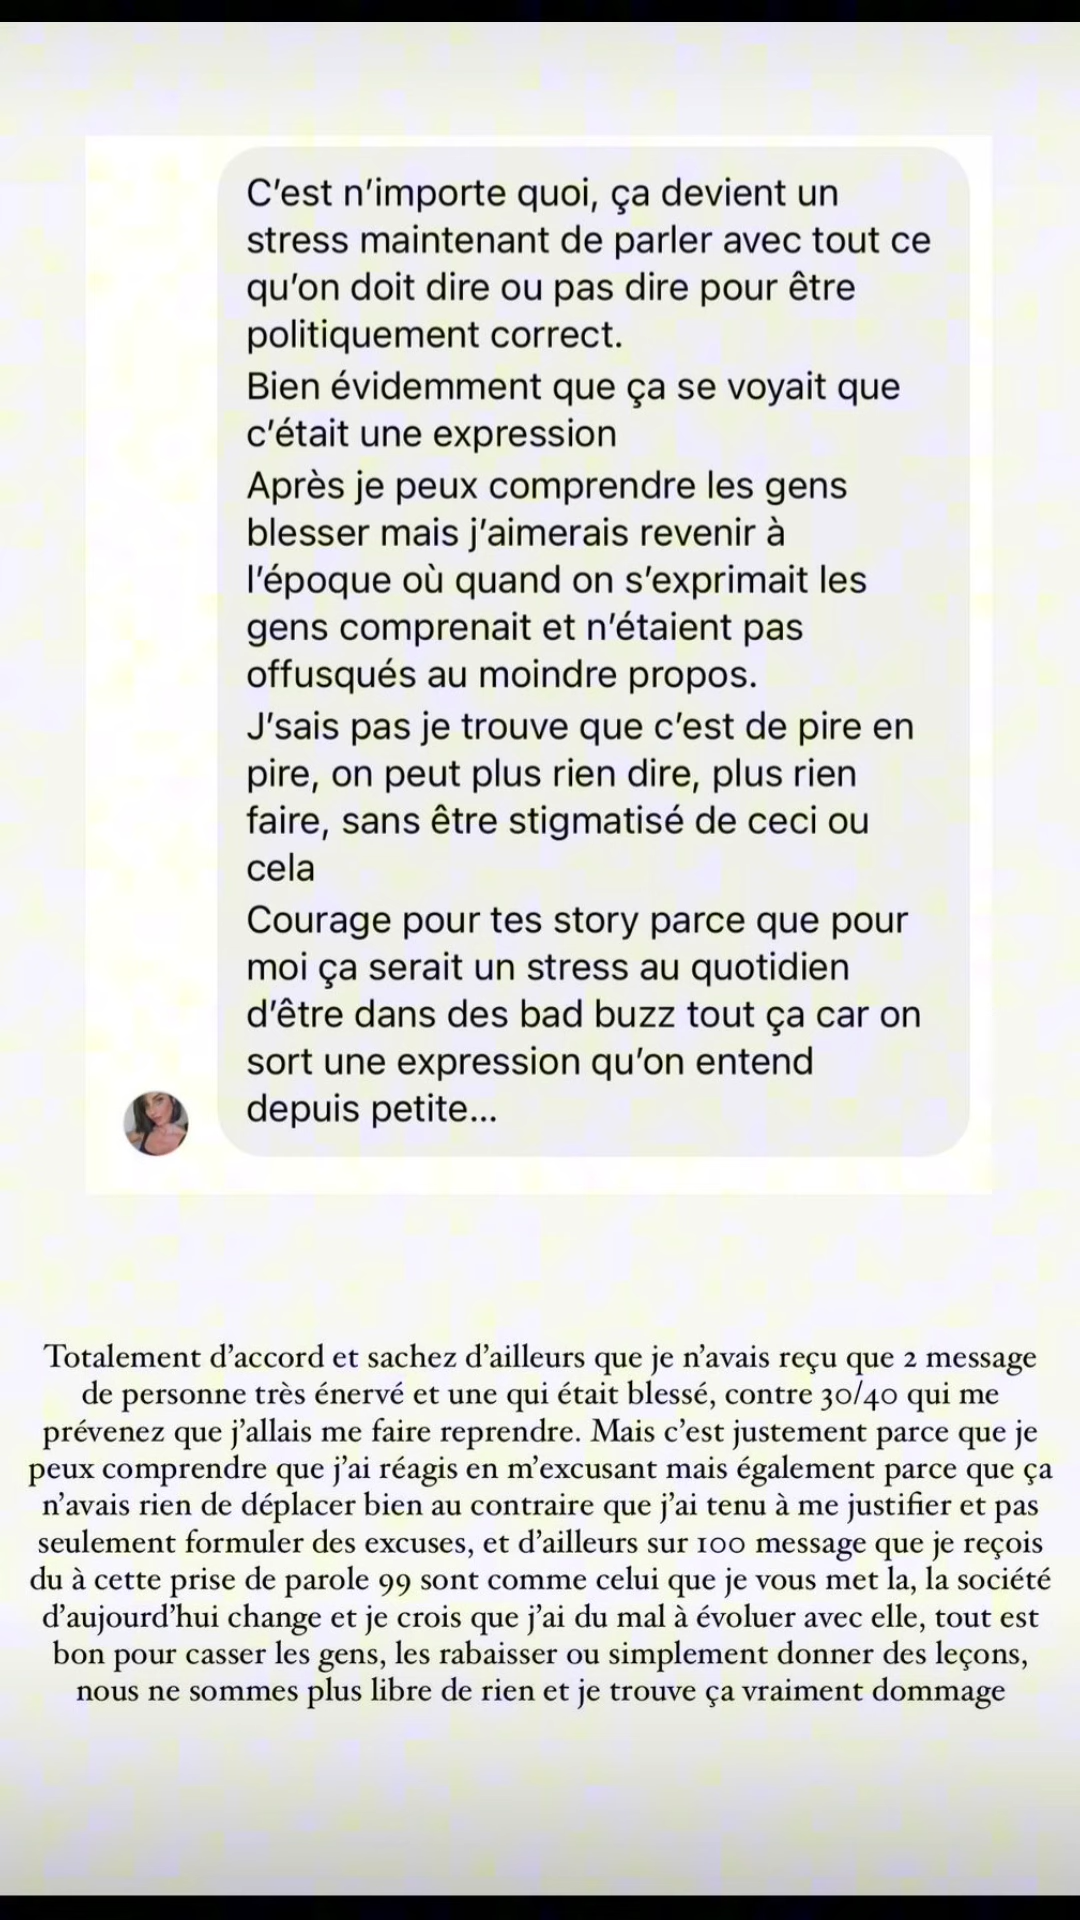 C'est n'importe quoi, ça devient un
stress maintenant de parler avec tout ce
qu'on doit dire ou pas dire pour être
politiquement correct.
Bien évidemment que ça se voyait que
c'était une expression
Après je peux comprendre les gens
blesser mais j'aimerais revenir à
l'époque où quand on s'exprimait les
gens comprenait et n'étaient pas
offusqués au moindre propos.
J'sais pas je trouve que c'est de pire en
pire, on peut plus rien dire, plus rien
faire, sans être stigmatisé de ceci ou
cela
Courage pour tes story parce que pour
moi ça serait un stress au quotidien
d'être dans des bad buzz tout ça car on
sort une expression qu'on entend
depuis petite...
Totalement d'accord et sachez d'ailleurs que je n'avais reçu que 2 message
de personne très énervé et une qui était blessé, contre 30/40 qui me
prévenez que j'allais me faire reprendre. Mais c'est justement parce que je
peux comprendre que j'ai réagis en m'excusant mais également parce que ça
n'avais rien de déplacer bien au contraire que j'ai tenu à me justifier et pas
seulement formuler des excuses, et d'ailleurs sur 100 message que je reçois
du à cette prise de parole 99 sont comme celui que je vous met la, la société
d'aujourd'hui change et je crois que j'ai du mal à évoluer avec elle, tout est
bon pour casser les gens, les rabaisser ou simplement donner des leçons,
nous ne sommes plus libre de rien et je trouve ça vraiment dommage